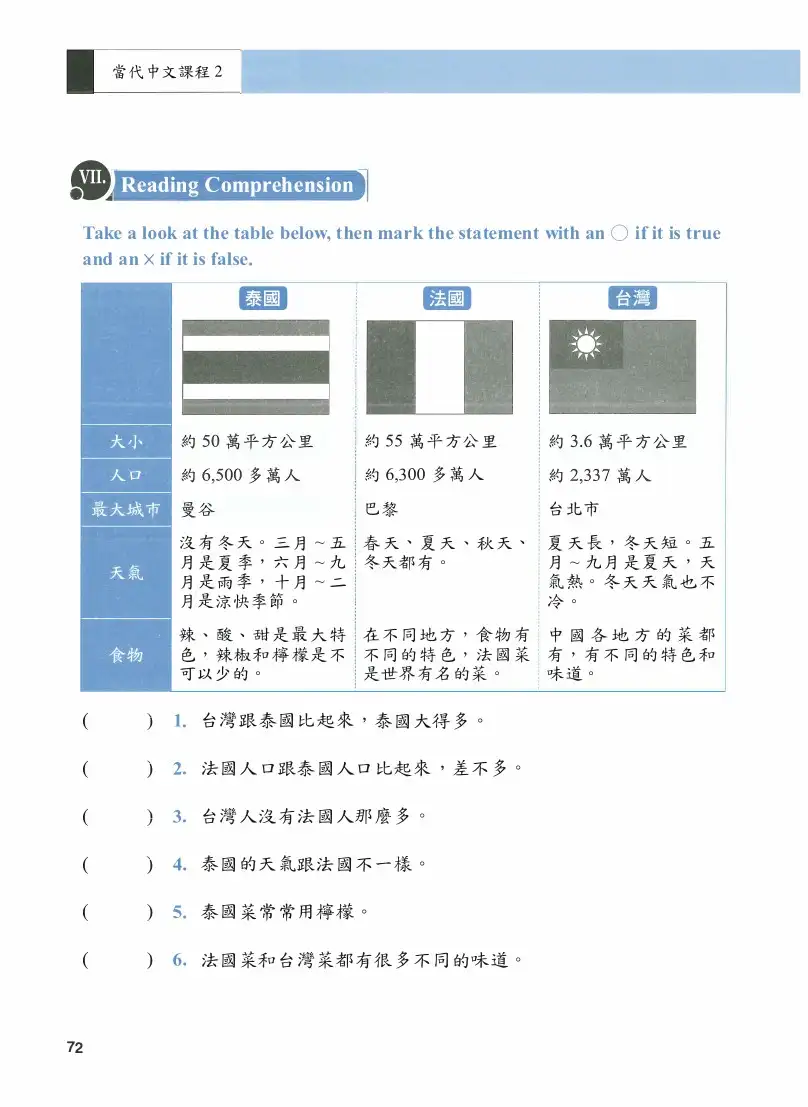 當代中文課程 2
VII.
Reading Comprehension
Take a look at the table below, then mark the statement with an ○ if it is true
and an × if it is false.
泰國
法國
台灣
大小
約 50 萬平方公里
約 55 萬平方公里
約 3.6 萬平方公里
人口
約 6,500 多萬人
約 6,300 多萬人
約 2,337 萬人
最大城市
曼谷
巴黎
台北市
天氣
沒有冬天。三月~五
月是夏季,六月~九
月是雨季,十月~二
月是涼快季節。
春天、夏天、秋天、
冬天都有。
夏天長,冬天短。五
月~九月是夏天,天
氣熱。冬天天氣也不
冷。
食物
辣、酸、甜是最大特
色,辣椒和檸檬是不
可以少的。
在不同地方,食物有
不同的特色,法國菜
是世界有名的菜。
中國各地方的菜都
有,有不同的特色和
味道。
( ) 1. 台灣跟泰國比起來,泰國大得多。
( ) 2. 法國人口跟泰國人口比起來,差不多。
( ) 3. 台灣人沒有法國人那麼多。
( ) 4. 泰國的天氣跟法國不一樣。
( ) 5. 泰國菜常常用檸檬。
( ) 6. 法國菜和台灣菜都有很多不同的味道。
72